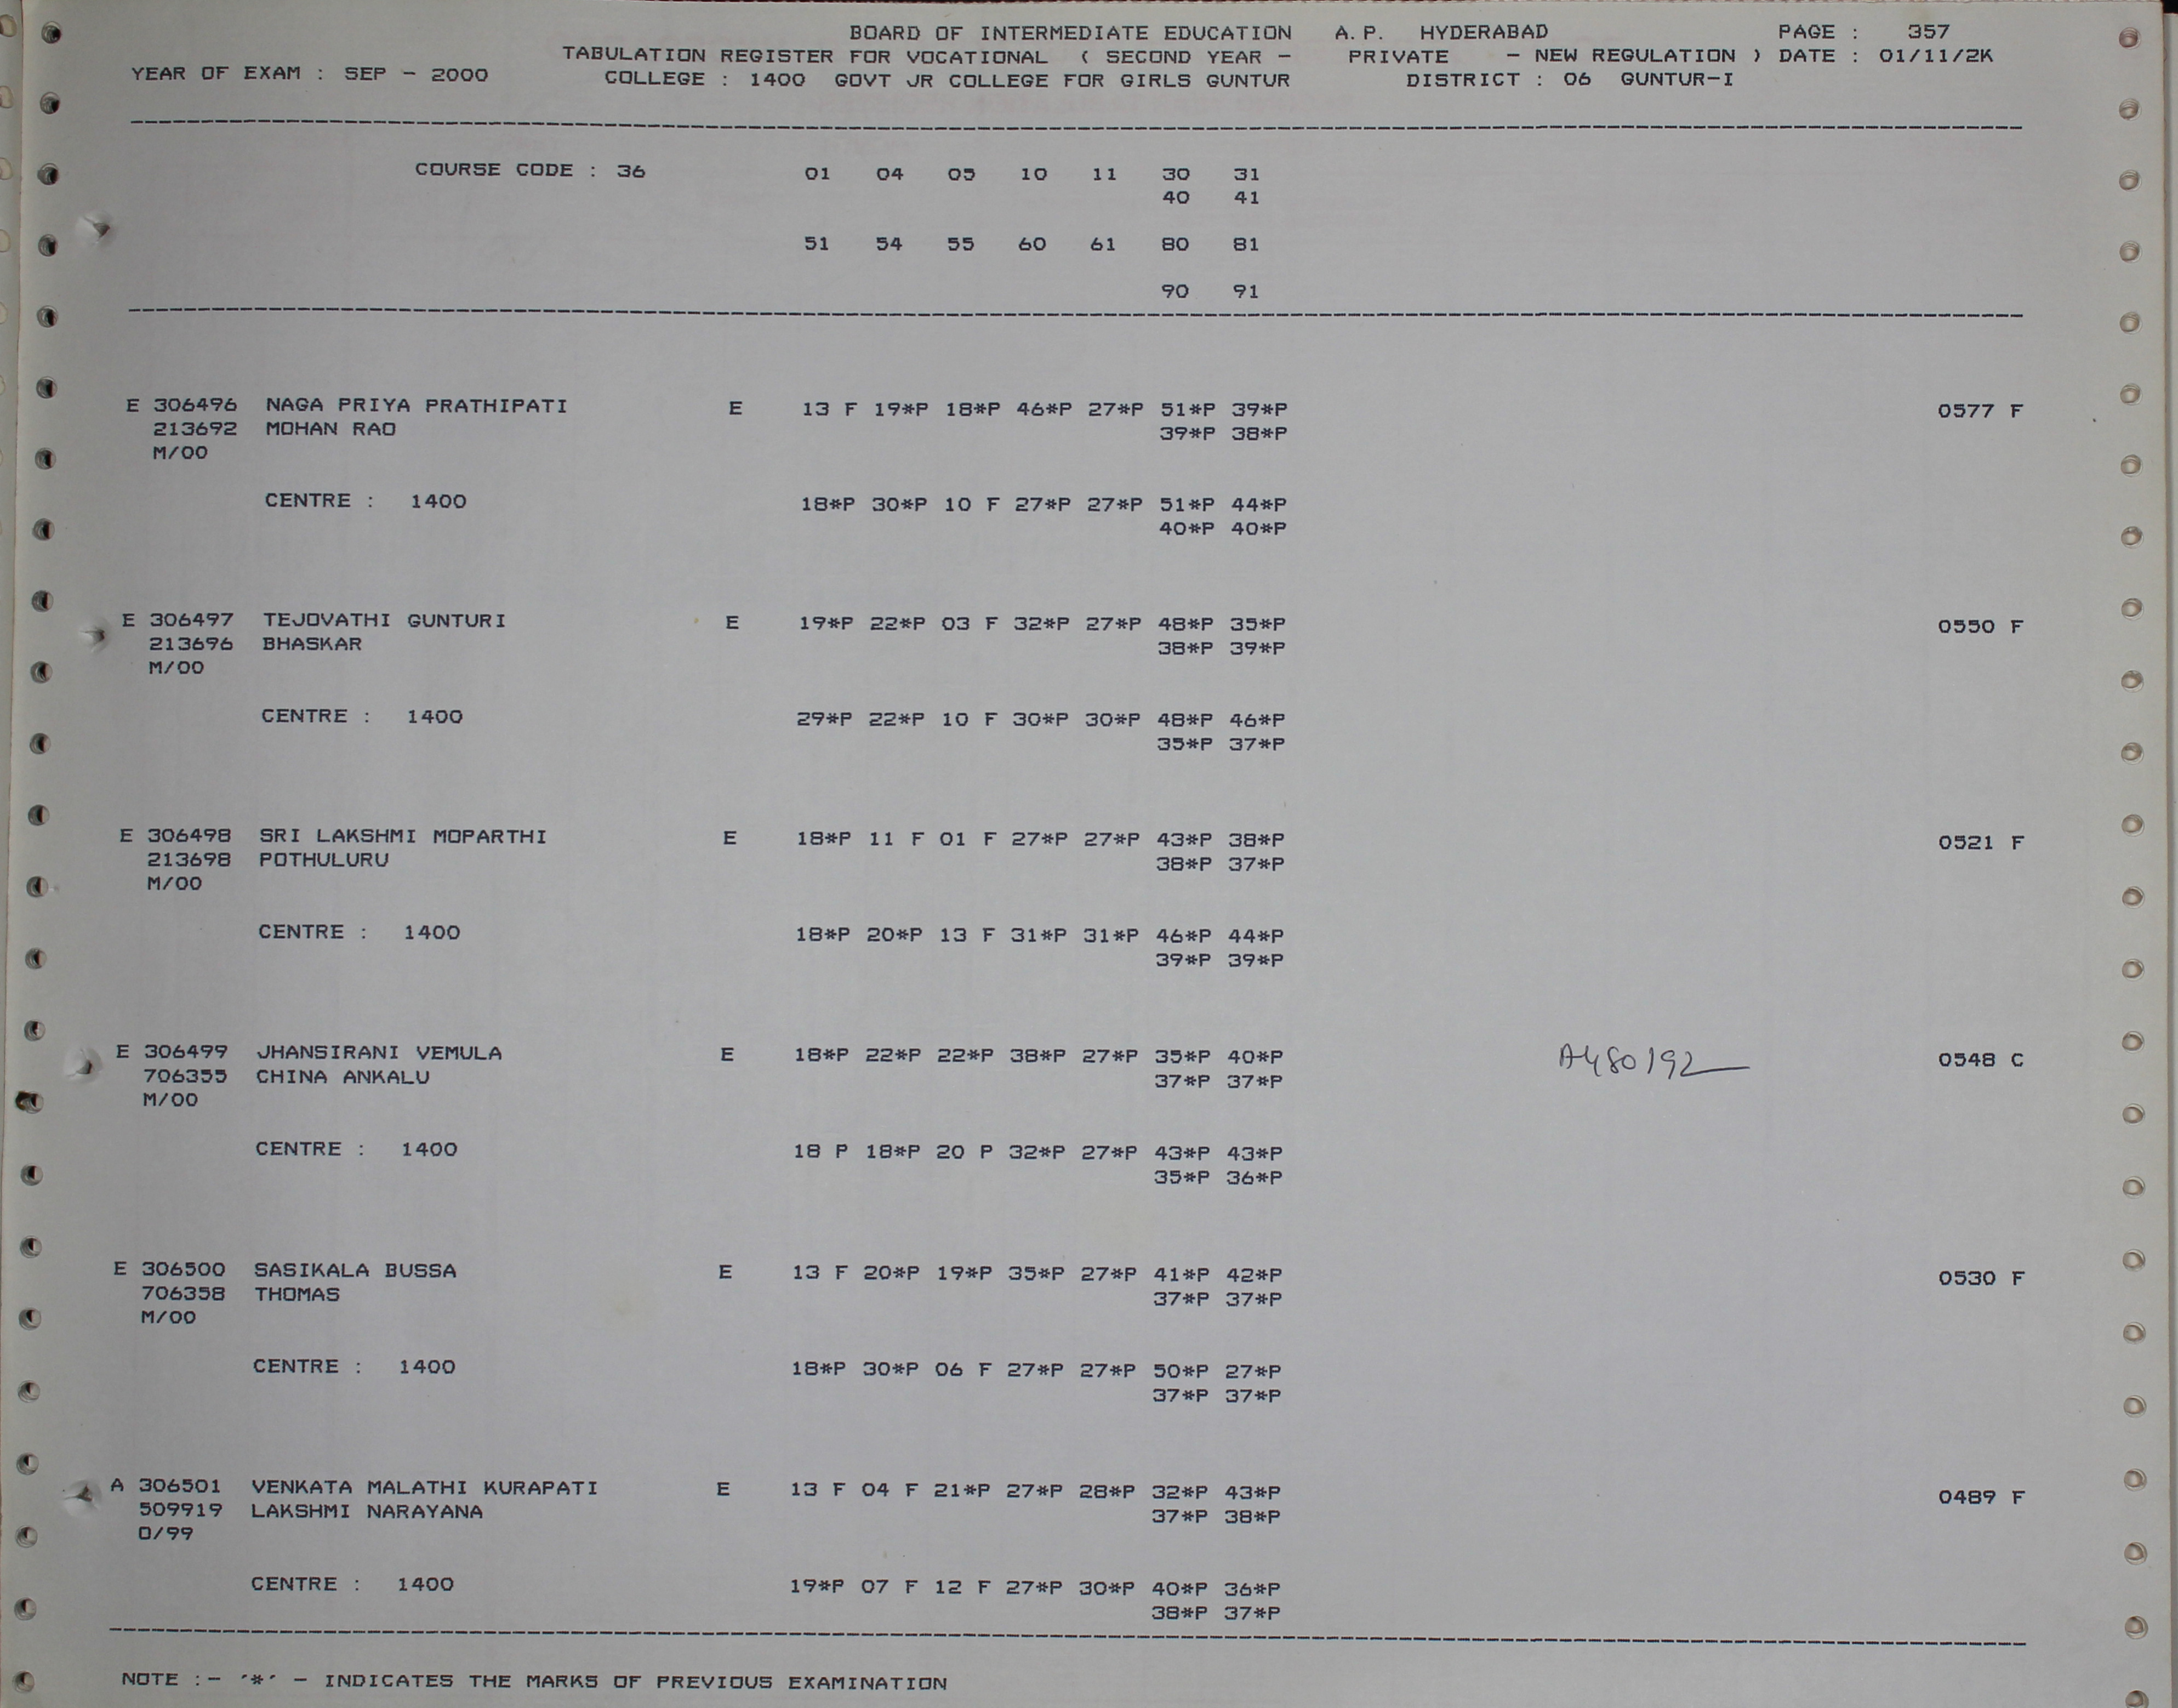 BOARD OF INTERMEDIATE EDUCATION A.P. HYDERABAD PAGE : 357
TABULATION REGISTER FOR VOCATIONAL ( SECOND YEAR - PRIVATE - NEW REGULATION ) DATE : 01/11/2K
YEAR OF EXAM : SEP - 2000 COLLEGE : 1400 GOVT JR COLLEGE FOR GIRLS GUNTUR DISTRICT : 06 GUNTUR-I
COURSE CODE : 36 01 04 05 10 11 30 31
40 41
51 54 55 60 61 80 81
90 91
E 306496 NAGA PRIYA PRATHIPATI E 13 F 19*P 18*P 46*P 27*P 51*P 39*P 0577 F
213692 MOHAN RAO 39*P 38*P
M/00
CENTRE : 1400 18*P 30*P 10 F 27*P 27*P 51*P 44*P
40*P 40*P
E 306497 TEJOVATHI GUNTURI E 19*P 22*P 03 F 32*P 27*P 48*P 35*P 0550 F
213696 BHASKAR 38*P 39*P
M/00
CENTRE : 1400 29*P 22*P 10 F 30*P 30*P 48*P 46*P
35*P 37*P
E 306498 SRI LAKSHMI MOPARTHI E 18*P 11 F 01 F 27*P 27*P 43*P 38*P 0521 F
213698 POTHULURU 38*P 37*P
M/00
CENTRE : 1400 18*P 20*P 13 F 31*P 31*P 46*P 44*P
39*P 39*P
E 306499 JHANSIRANI VEMULA E 18*P 22*P 22*P 38*P 27*P 35*P 40*P A480192 0548 C
706355 CHINA ANKALU 37*P 37*P
M/00
CENTRE : 1400 18 P 18*P 20 P 32*P 27*P 43*P 43*P
35*P 36*P
E 306500 SASIKALA BUSSA E 13 F 20*P 19*P 35*P 27*P 41*P 42*P 0530 F
706358 THOMAS 37*P 37*P
M/00
CENTRE : 1400 18*P 30*P 06 F 27*P 27*P 50*P 27*P
37*P 37*P
A 306501 VENKATA MALATHI KURAPATI E 13 F 04 F 21*P 27*P 28*P 32*P 43*P 0489 F
509919 LAKSHMI NARAYANA 37*P 38*P
O/99
CENTRE : 1400 19*P 07 F 12 F 27*P 30*P 40*P 36*P
38*P 37*P
NOTE :- '*' - INDICATES THE MARKS OF PREVIOUS EXAMINATION